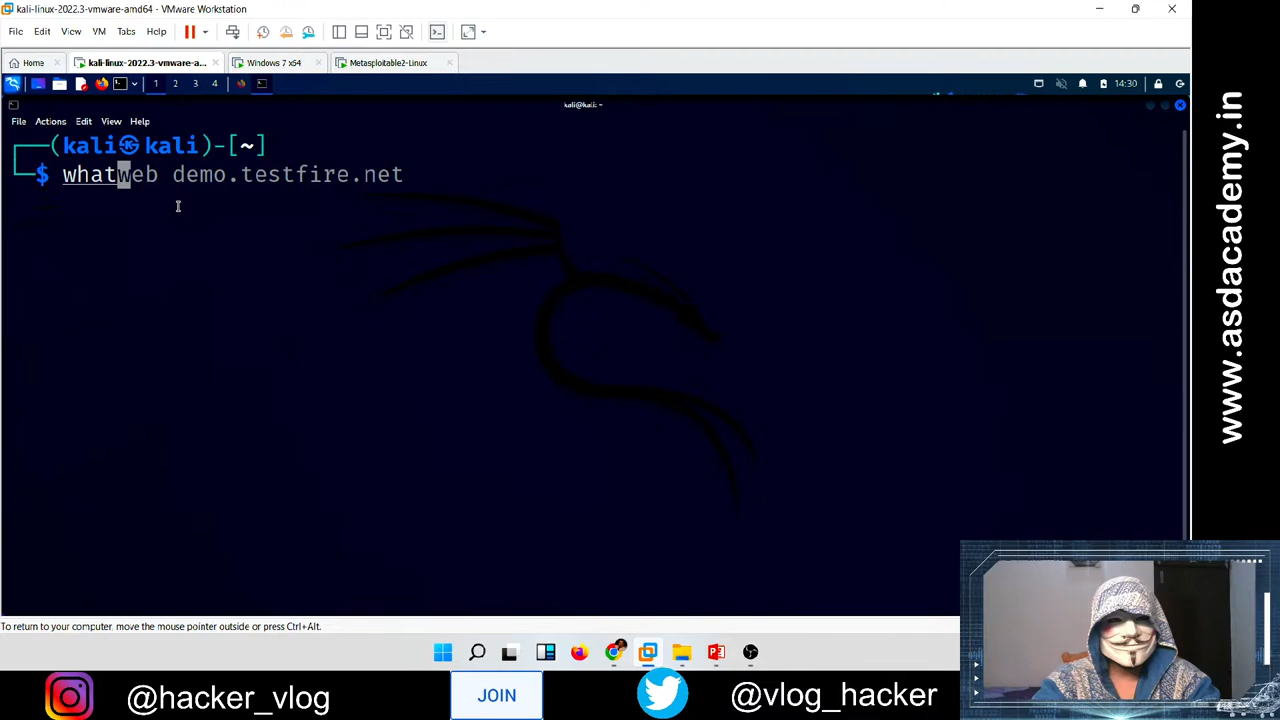 kali-linux-2022.3-vmware-amd64 - VMware Workstation
File Edit View VM Tabs Help
Home kali-linux-2022.3-vmware-a... Windows 7 x64 Metasploitable2-Linux
1 2 3 4 14:30
kali@kali: ~
File Actions Edit View Help
(kali㉿kali)-[~]
$ whatweb demo.testfire.net
To return to your computer, move the mouse pointer outside or press Ctrl+Alt.
www.asdacademy.in
@hacker_vlog JOIN @vlog_hacker